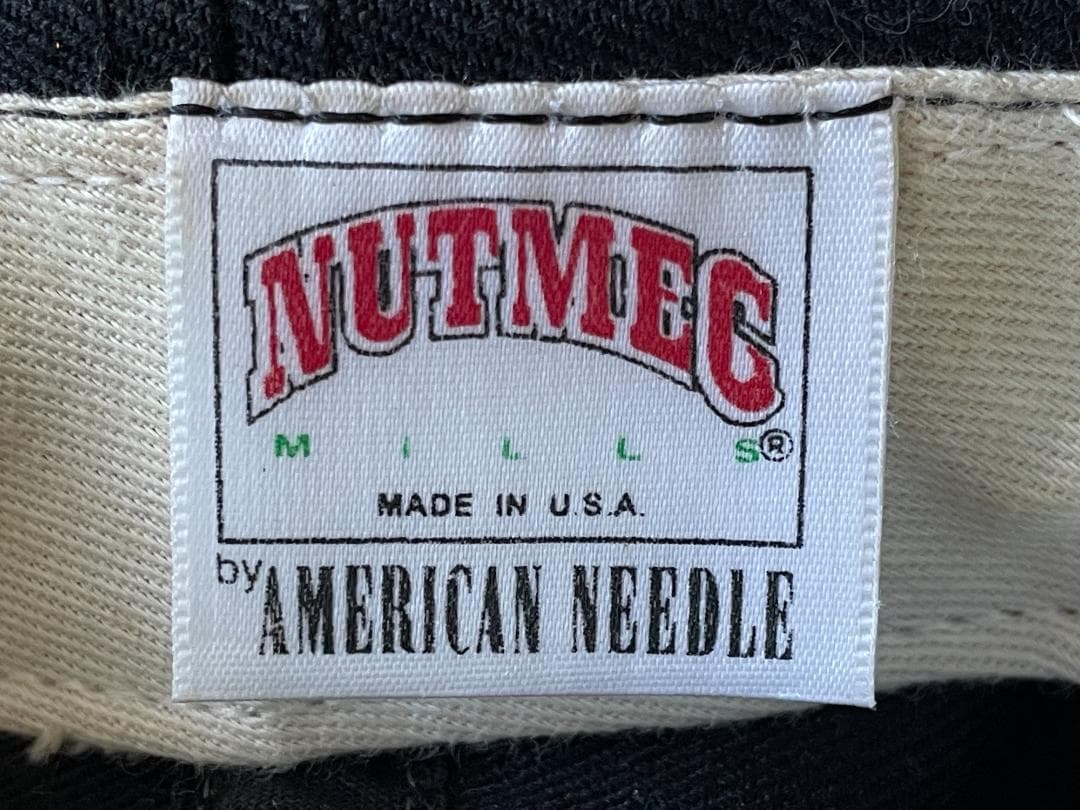 NUTMEG
MILLS®
MADE IN U.S.A.
by AMERICAN NEEDLE